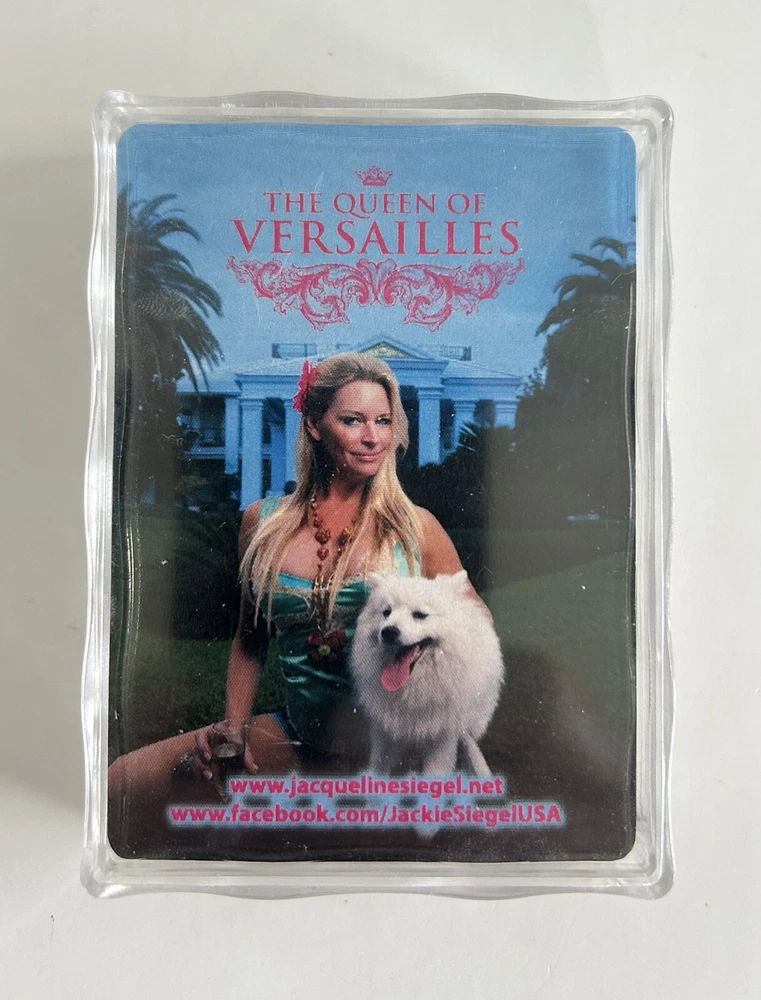 THE QUEEN OF
VERSAILLES
www.jacquelinesiegel.net
www.facebook.com/JackieSiegelUSA